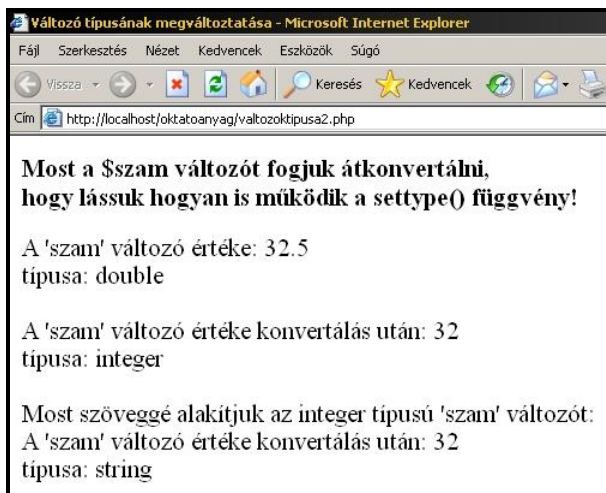 Változó típusának megváltoztatása - Microsoft Internet Explorer
Fájl Szerkesztés Nézet Kedvencek Eszközök Súgó
Vissza Keresés Kedvencek
Cím http://localhost/oktatoanyag/valtozoktipusa2.php
Most a $szam változót fogjuk átkonvertálni,
hogy lássuk hogyan is működik a settype() függvény!
A 'szam' változó értéke: 32.5
típusa: double
A 'szam' változó értéke konvertálás után: 32
típusa: integer
Most szöveggé alakítjuk az integer típusú 'szam' változót:
A 'szam' változó értéke konvertálás után: 32
típusa: string